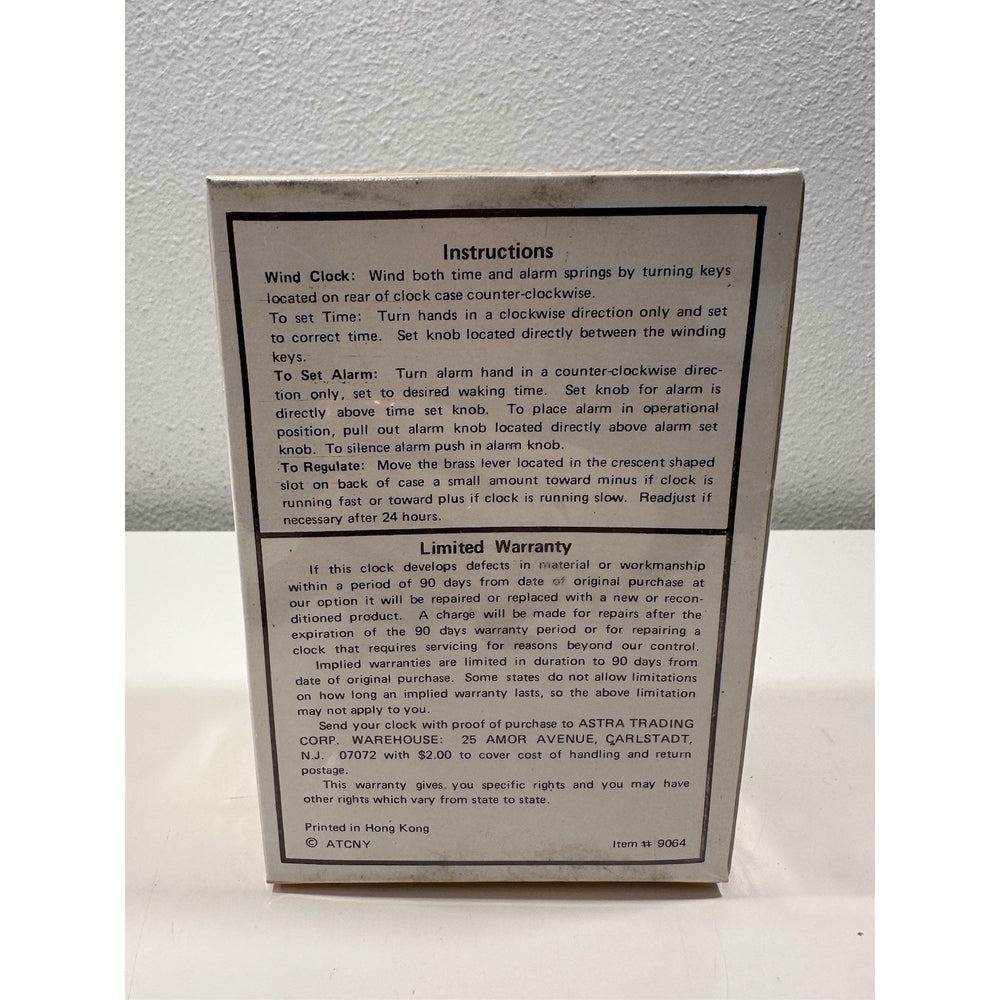 Instructions
Wind Clock: Wind both time and alarm springs by turning keys
located on rear of clock case counter-clockwise.
To set Time: Turn hands in a clockwise direction only and set
to correct time. Set knob located directly between the winding
keys.
To Set Alarm: Turn alarm hand in a counter-clockwise direc-
tion only, set to desired waking time. Set knob for alarm is
directly above time set knob. To place alarm in operational
position, pull out alarm knob located directly above alarm set
knob. To silence alarm push in alarm knob.
To Regulate: Move the brass lever located in the crescent shaped
slot on back of case a small amount toward minus if clock is
running fast or toward plus if clock is running slow. Readjust if
necessary after 24 hours.
Limited Warranty
If this clock develops defects in material or workmanship
within a period of 90 days from date of original purchase at
our option it will be repaired or replaced with a new or recon-
ditioned product. A charge will be made for repairs after the
expiration of the 90 days warranty period or for repairing a
clock that requires servicing for reasons beyond our control.
Implied warranties are limited in duration to 90 days from
date of original purchase. Some states do not allow limitations
on how long an implied warranty lasts, so the above limitation
may not apply to you.
Send your clock with proof of purchase to ASTRA TRADING
CORP. WAREHOUSE: 25 AMOR AVENUE, CARLSTADT,
N.J. 07072 with $2.00 to cover cost of handling and return
postage.
This warranty gives you specific rights and you may have
other rights which vary from state to state.
Printed in Hong Kong
© ATCNY Item # 9064